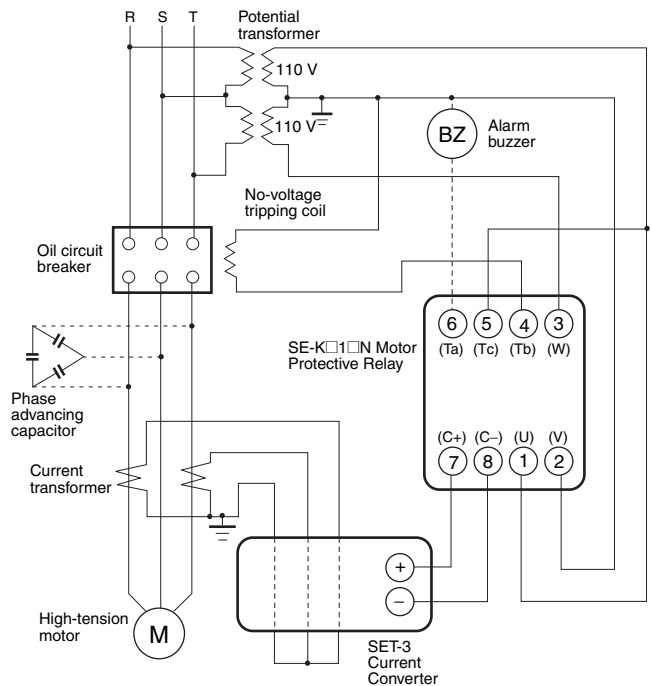 R S T
Potential
transformer
110 V
110 V
BZ
Alarm
buzzer
No-voltage
tripping coil
Oil circuit
breaker
6 5 4 3
(Ta) (Tc) (Tb) (W)
SE-K□1□N Motor
Protective Relay
Phase
advancing
capacitor
(C+) (C−) (U) (V)
7 8 1 2
Current
transformer
+
−
High-tension
motor
M
SET-3
Current
Converter